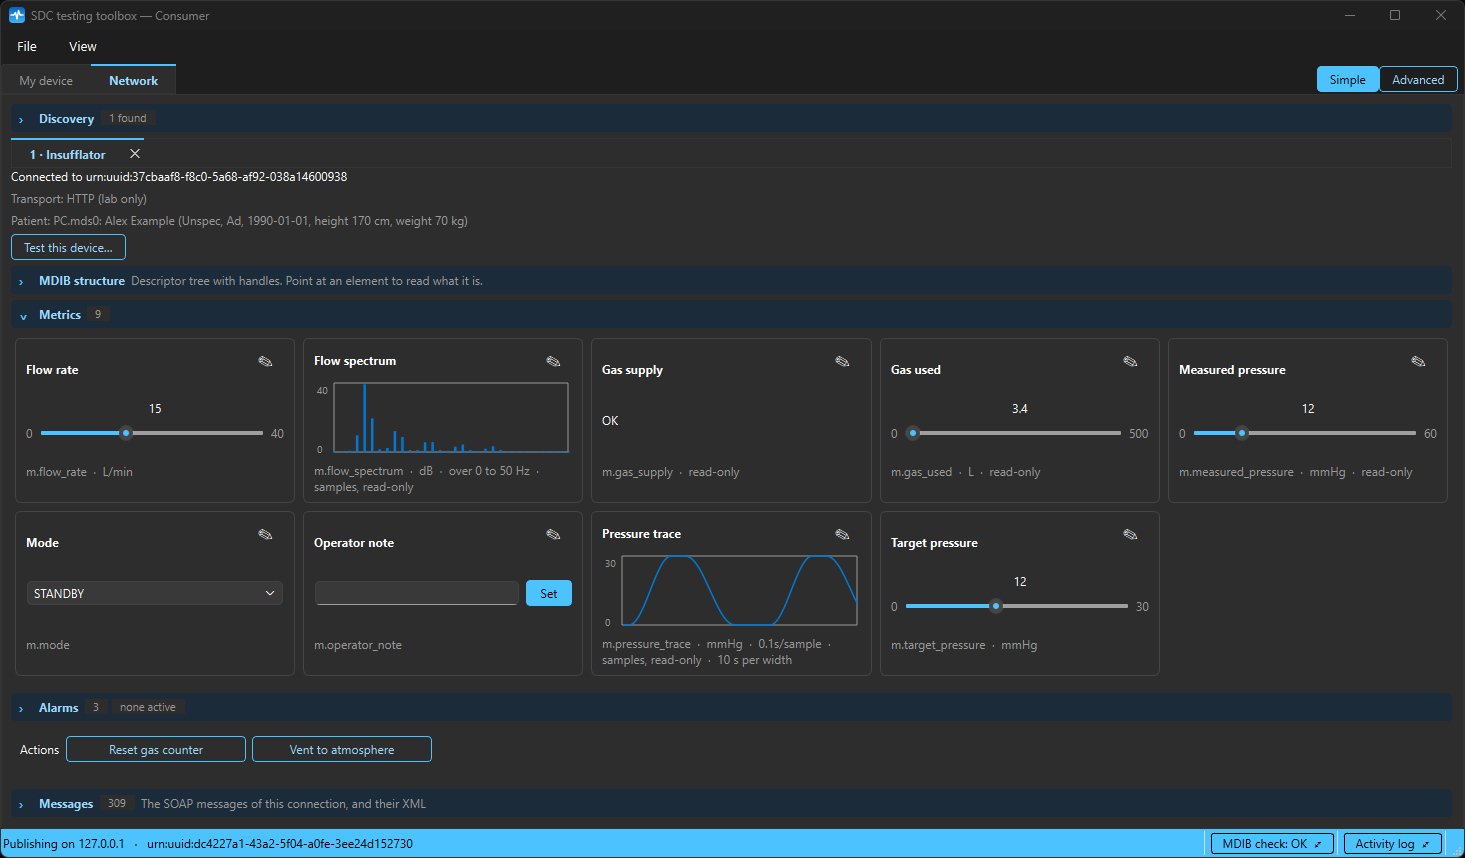 SDC testing toolbox — Consumer
File View
My device Network Simple Advanced
› Discovery 1 found
1 · Insufflator
Connected to urn:uuid:37cbaaf8-f8c0-5a68-af92-038a14600938
Transport: HTTP (lab only)
Patient: PC.mds0: Alex Example (Unspec, Ad, 1990-01-01, height 170 cm, weight 70 kg)
Test this device...
› MDIB structure Descriptor tree with handles. Point at an element to read what it is.
Metrics 9
Flow rate
15
0 40
m.flow_rate · L/min
Flow spectrum
40
0
m.flow_spectrum · dB · over 0 to 50 Hz ·
samples, read-only
Gas supply
OK
m.gas_supply · read-only
Gas used
3.4
0 500
m.gas_used · L · read-only
Measured pressure
12
0 60
m.measured_pressure · mmHg · read-only
Mode
STANDBY
m.mode
Operator note
Set
m.operator_note
Pressure trace
30
0
m.pressure_trace · mmHg · 0.1s/sample ·
samples, read-only · 10 s per width
Target pressure
12
0 30
m.target_pressure · mmHg
› Alarms 3 none active
Actions Reset gas counter Vent to atmosphere
› Messages 309 The SOAP messages of this connection, and their XML
Publishing on 127.0.0.1 · urn:uuid:dc4227a1-43a2-5f04-a0fe-3ee24d152730 MDIB check: OK Activity log